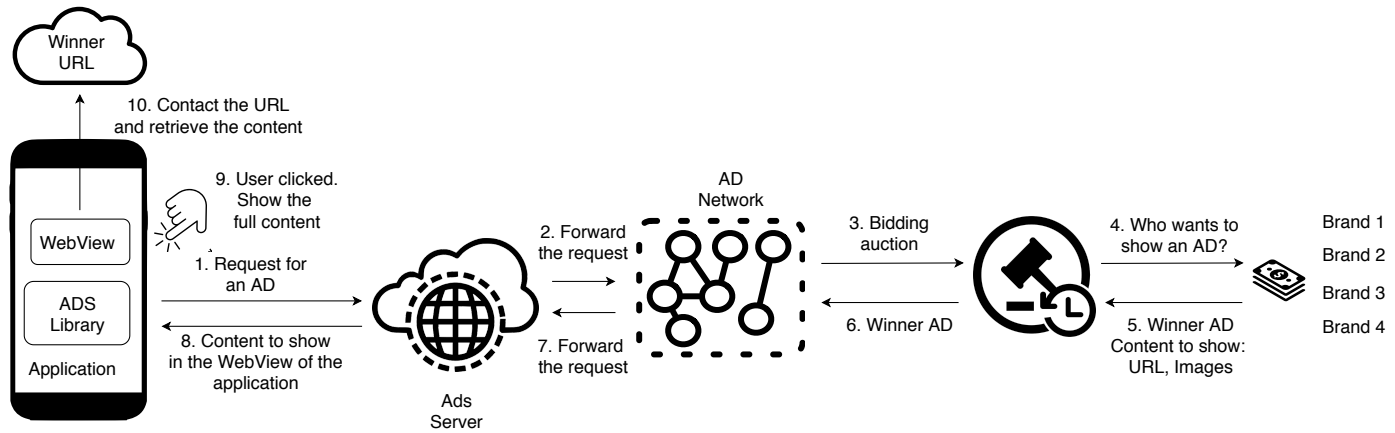 Winner
URL
10. Contact the URL
and retrieve the content
9. User clicked.
Show the
full content
WebView
1. Request for
an AD
ADS
Library
8. Content to show
in the WebView of the
application
Application
Ads
Server
2. Forward
the request
7. Forward
the request
AD
Network
3. Bidding
auction
6. Winner AD
4. Who wants to
show an AD?
5. Winner AD
Content to show:
URL, Images
Brand 1
Brand 2
Brand 3
Brand 4